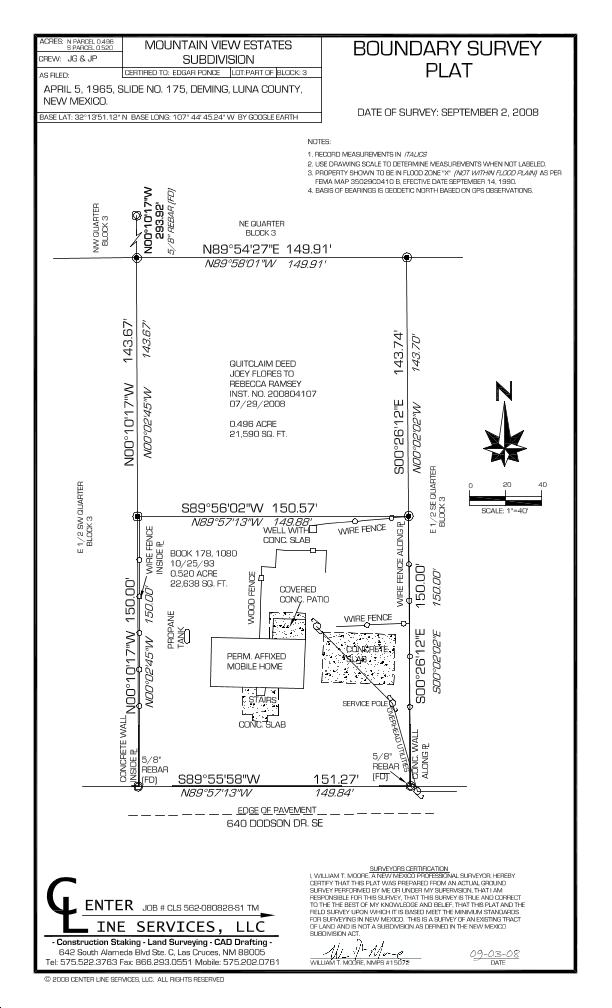 ACRES: N PARCEL 0.496
S PARCEL 0.520
CREW: JG & JP
MOUNTAIN VIEW ESTATES
SUBDIVISION
CERTIFIED TO: EDGAR PONCE
LOT:PART OF
BLOCK: 3
AS FILED:
APRIL 5, 1965, SLIDE NO. 175, DEMING, LUNA COUNTY,
NEW MEXICO.
BASE LAT: 32°13'51.12" N BASE LONG: 107° 44' 45.24" W BY GOOGLE EARTH
BOUNDARY SURVEY
PLAT
DATE OF SURVEY: SEPTEMBER 2, 2008
NOTES:
1. RECORD MEASUREMENTS IN ITALICS
2. USE DRAWING SCALE TO DETERMINE MEASUREMENTS WHEN NOT LABELED.
3. PROPERTY SHOWN TO BE IN FLOOD ZONE "X" (NOT WITHIN FLOOD PLAIN) AS PER
FEMA MAP 35029C0410 B, EFECTIVE DATE SEPTEMBER 14, 1990.
4. BASIS OF BEARINGS IS GEODETIC NORTH BASED ON GPS OBSERVATIONS.
NW QUARTER
BLOCK 3
N00°10'17"W
293.92'
5/8" REBAR (FD)
NE QUARTER
BLOCK 3
N89°54'27"E 149.91'
N89°58'01"W 149.91'
N00°10'17"W 143.67'
N00°02'45"W 143.67'
QUITCLAIM DEED
JOEY FLORES TO
REBECCA RAMSEY
INST. NO. 200804107
07/29/2008
0.496 ACRE
21,590 SQ. FT.
S00°26'12"E 143.74'
N00°02'02"W 143.70'
N
0 20 40
SCALE: 1"=40'
E 1/2 SW QUARTER
BLOCK 3
E 1/2 SE QUARTER
BLOCK 3
S89°56'02"W 150.57'
N89°57'13"W 149.88'
WELL WITH
CONC. SLAB
WIRE FENCE
WIRE FENCE
INSIDE PL
BOOK 178, 1080
10/25/93
0.520 ACRE
22,638 SQ. FT.
WOOD FENCE
COVERED
CONC. PATIO
WIRE FENCE ALONG PL
N00°10'17"W 150.00'
N00°02'45"W 150.00'
PROPANE
TANK
WIRE FENCE
PERM. AFFIXED
MOBILE HOME
CONCRETE
SLAB
S00°26'12"E 150.00'
S00°02'02"E 150.00'
STAIRS
CONC. SLAB
SERVICE POLE
OVERHEAD UTILITIES
CONCRETE WALL
INSIDE PL
5/8"
REBAR
(FD)
5/8"
REBAR
(FD)
CONC. WALL
ALONG PL
S89°55'58"W 151.27'
N89°57'13"W 149.84'
EDGE OF PAVEMENT
640 DODSON DR. SE
CENTER
LINE SERVICES, LLC
JOB # CLS 562-080828-S1 TM
- Construction Staking - Land Surveying - CAD Drafting -
642 South Alameda Blvd Ste. C, Las Cruces, NM 88005
Tel: 575.522.3763 Fax: 866.293.0551 Mobile: 575.202.0761
SURVEYORS CERTIFICATION
I, WILLIAM T. MOORE, A NEW MEXICO PROFESSIONAL SURVEYOR, HEREBY
CERTIFY THAT THIS PLAT WAS PREPARED FROM AN ACTUAL GROUND
SURVEY PERFORMED BY ME OR UNDER MY SUPERVISION, THAT I AM
RESPONSIBLE FOR THIS SURVEY, THAT THIS SURVEY IS TRUE AND CORRECT
TO THE THE BEST OF MY KNOWLEDGE AND BELIEF. THAT THIS PLAT AND THE
FIELD SURVEY UPON WHICH IT IS BASED MEET THE MINIMUM STANDARDS
FOR SURVEYING IN NEW MEXICO. THIS IS A SURVEY OF AN EXISTING TRACT
OF LAND AND IS NOT A SUBDIVISION AS DEFINED IN THE NEW MEXICO
SUBDIVISION ACT.
09-03-08
WILLIAM T. MOORE, NMPS #15072
DATE
© 2008 CENTER LINE SERVICES, LLC. ALL RIGHTS RESERVED